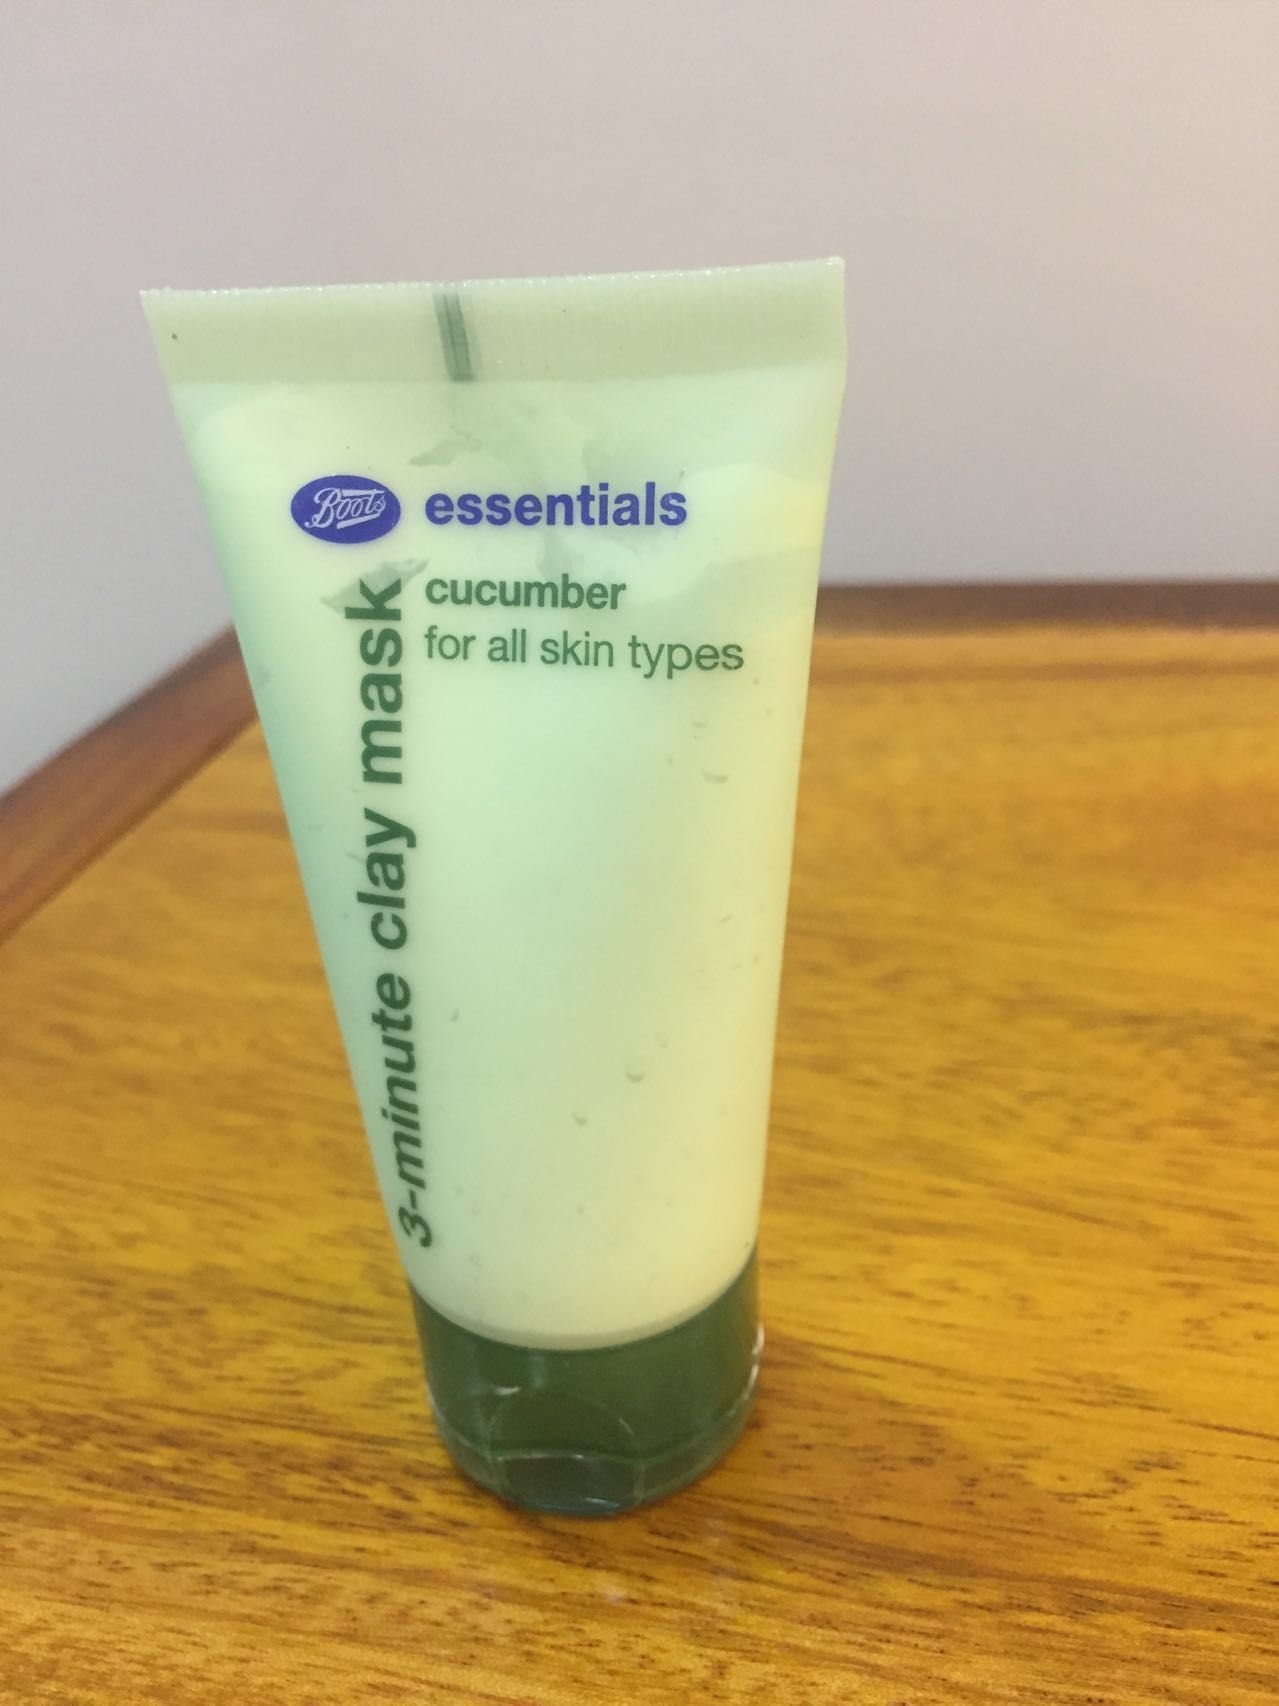 Boots essentials
cucumber
for all skin types
3-minute clay mask